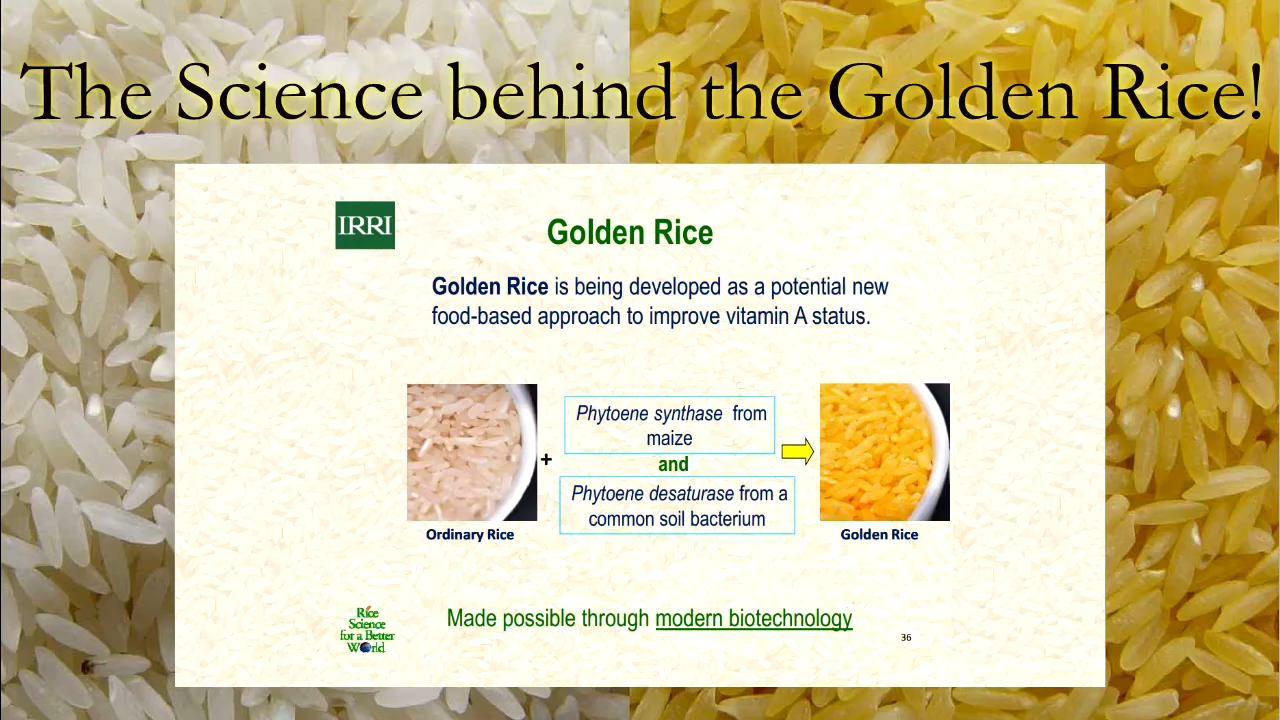 The Science behind the Golden Rice!
IRRI
Golden Rice
Golden Rice is being developed as a potential new
food-based approach to improve vitamin A status.
Phytoene synthase from
maize
+
and
Phytoene desaturase from a
common soil bacterium
Ordinary Rice
Golden Rice
Rice
Science
for a Better
World
Made possible through modern biotechnology
36